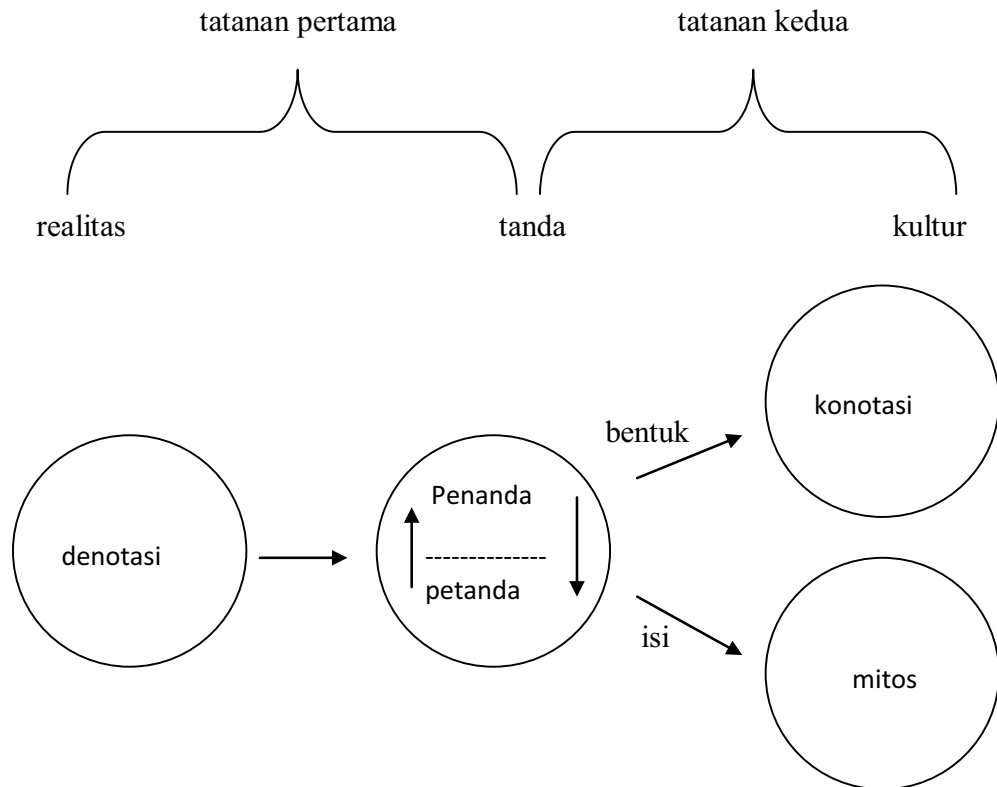 tatanan pertama
tatanan kedua
realitas
tanda
kultur
konotasi
bentuk
Penanda
--------------
denotasi
petanda
isi
mitos